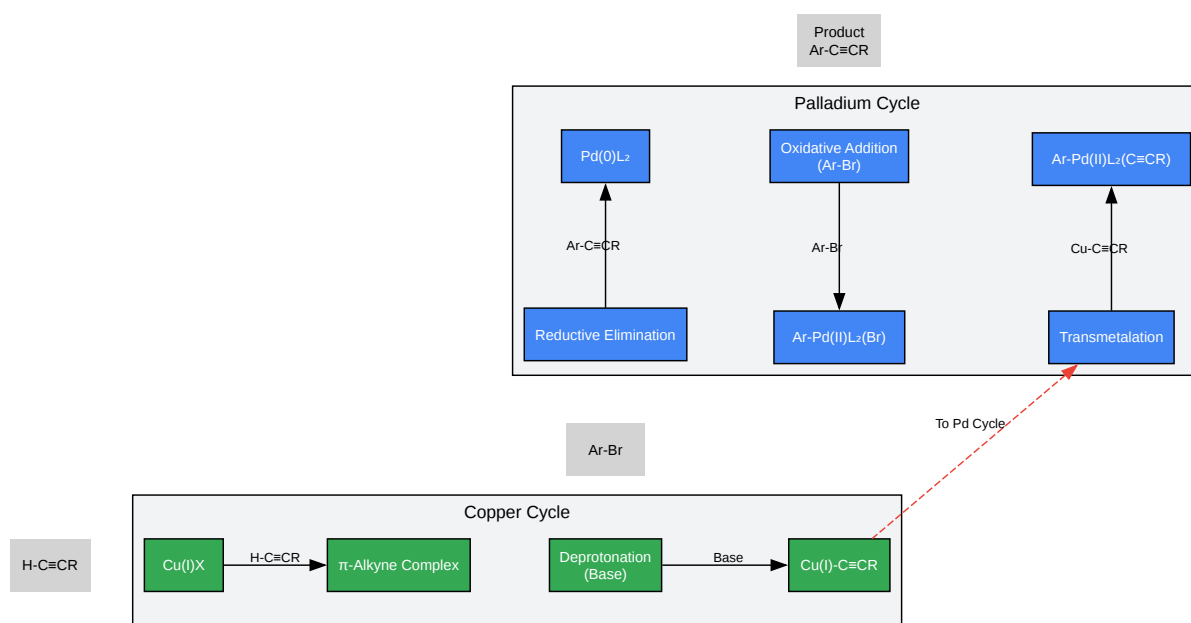 Product
Ar-C≡CR
Palladium Cycle
Pd(0)L₂
Oxidative Addition
(Ar-Br)
Ar-Pd(II)L₂(C≡CR)
Ar-C≡CR
Ar-Br
Cu-C≡CR
Reductive Elimination
Ar-Pd(II)L₂(Br)
Transmetalation
To Pd Cycle
Ar-Br
Copper Cycle
H-C≡CR
Cu(I)X
H-C≡CR
π-Alkyne Complex
Deprotonation
(Base)
Base
Cu(I)-C≡CR